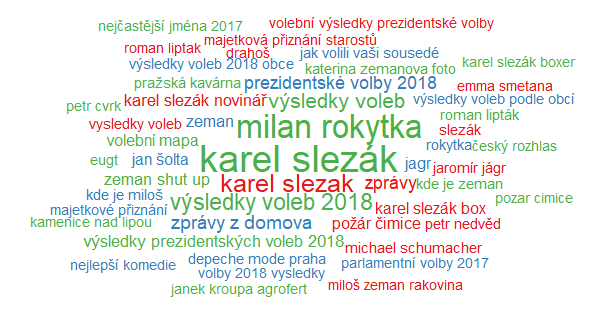 volební výsledky prezidentské volby
nejčastější jména 2017
majetková přiznání starostů
roman liptak
drahoš
jak volili vaši sousedé
výsledky voleb 2018 obce
karel slezák boxer
katerina zemanova foto
pražská kavárna
prezidentské volby 2018
emma smetana
karel slezák novinář
výsledky voleb
výsledky voleb podle obcí
petr cvrk
roman lipták
vysledky voleb
zeman
milan rokytka
slezák
volební mapa
rokytka
český rozhlas
eugt
jan šolta
karel slezák
jagr
jaromír jágr
zeman shut up
karel slezak
zprávy
kde je zeman
kde je miloš
výsledky voleb 2018
pozar cimice
majetkové přiznání
karel slezák box
kamenice nad lipou
zprávy z domova
požár čimice
petr nedvěd
výsledky prezidentských voleb 2018
michael schumacher
nejlepší komedie
depeche mode praha
parlamentní volby 2017
volby 2018 vysledky
janek kroupa agrofert
miloš zeman rakovina